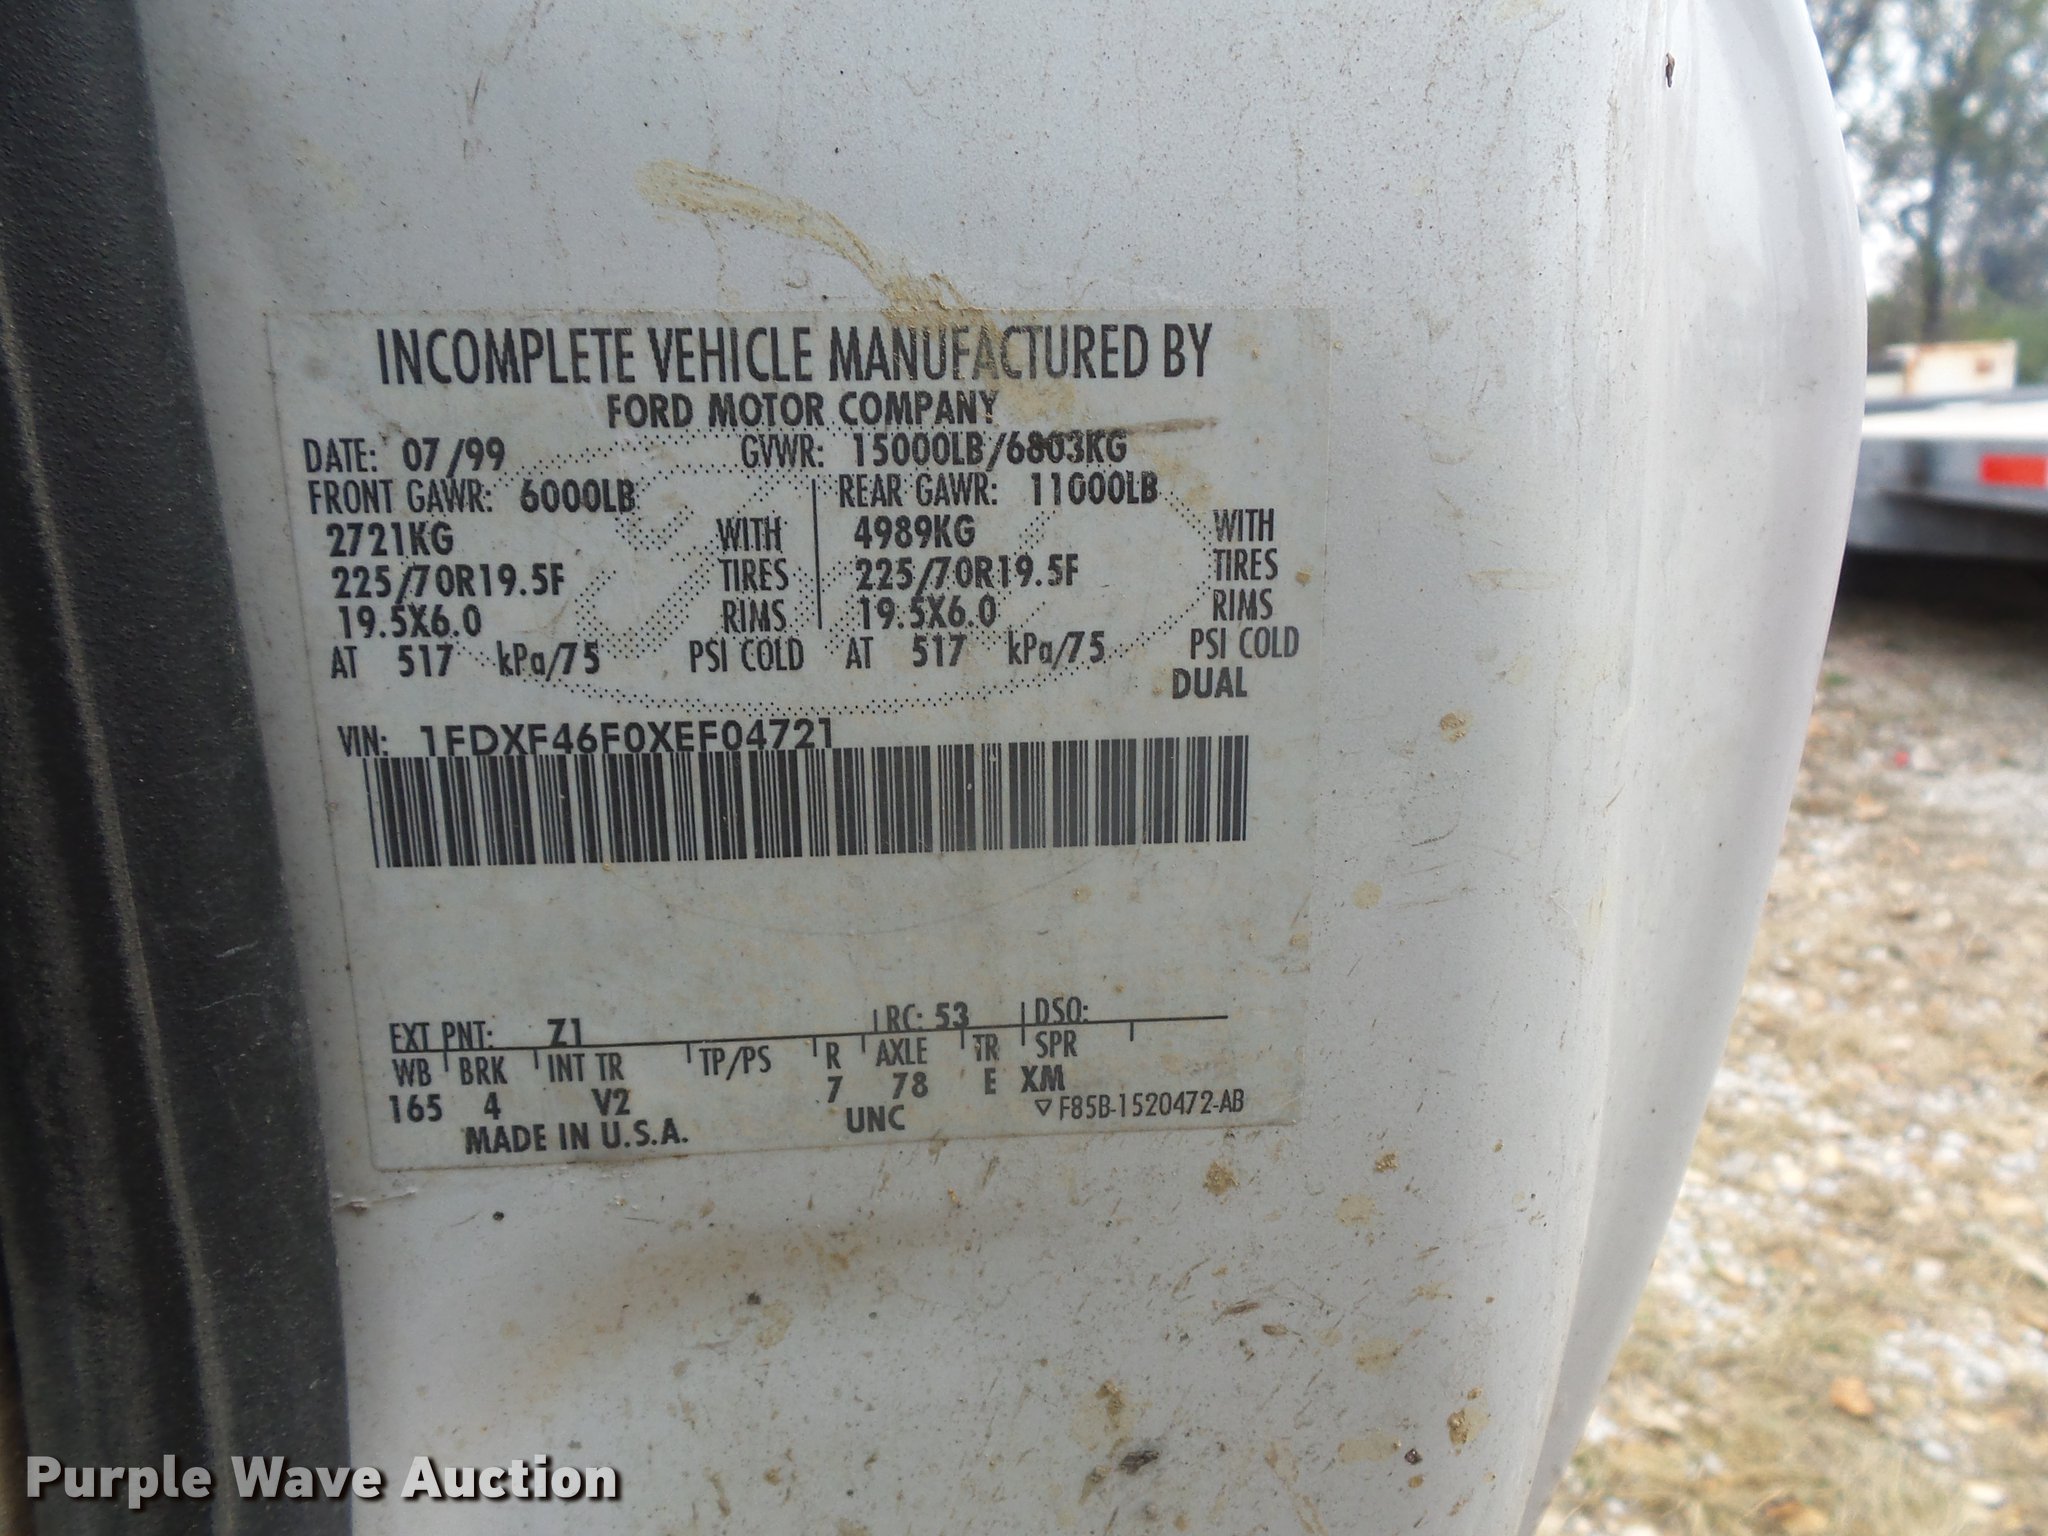 INCOMPLETE VEHICLE MANUFACTURED BY
FORD MOTOR COMPANY
DATE: 07/99 GVWR: 15000LB/6803KG
FRONT GAWR: 6000LB REAR GAWR: 11000LB
2721KG WITH 4989KG WITH
225/70R19.5F TIRES 225/70R19.5F TIRES
19.5X6.0 RIMS 19.5X6.0 RIMS
AT 517 kPa/75 PSI COLD AT 517 kPa/75 PSI COLD
DUAL
VIN: 1FDXF46F0XEF04721
EXT PNT: Z1 RC: 53 DSO:
WB BRK INT TR TP/PS R AXLE TR SPR
165 4 V2 7 78 E XM
MADE IN U.S.A. UNC ▽F85B-1520472-AB
Purple Wave Auction